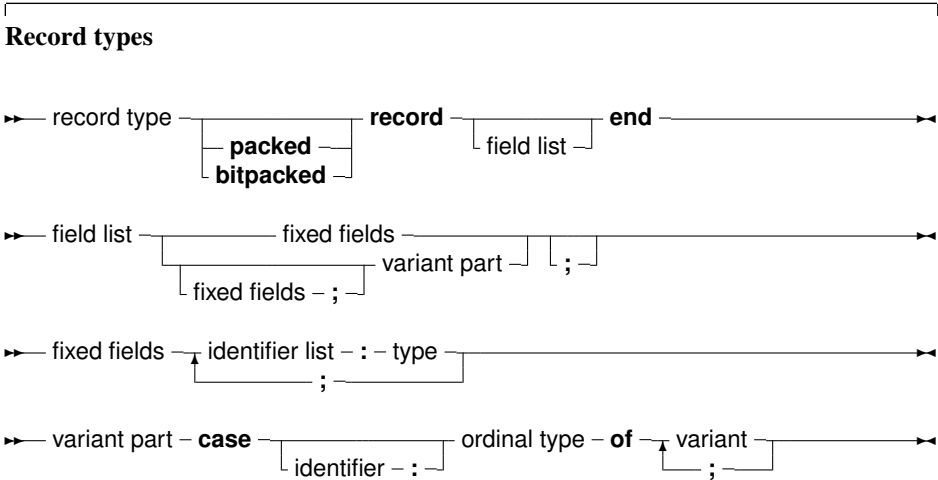 Record types
record type record end
packed field list
bitpacked
field list fixed fields
variant part ;
fixed fields ;
fixed fields identifier list : type
;
variant part case ordinal type of variant
identifier : ;